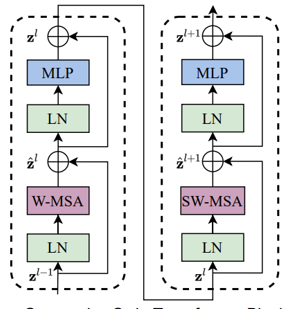 z^l
MLP
LN
ẑ^l
W-MSA
LN
z^{l-1}
z^{l+1}
MLP
LN
ẑ^{l+1}
SW-MSA
LN
z^l